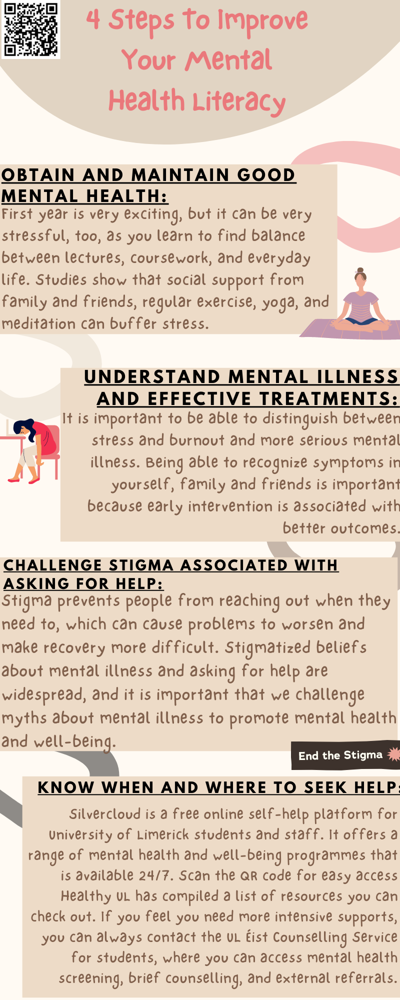 4 Steps To Improve
Your Mental
Health Literacy
OBTAIN AND MAINTAIN GOOD
MENTAL HEALTH:
First year is very exciting, but it can be very
stressful, too, as you learn to find balance
between lectures, coursework, and everyday
life. Studies show that social support from
family and friends, regular exercise, yoga, and
meditation can buffer stress.
UNDERSTAND MENTAL ILLNESS
AND EFFECTIVE TREATMENTS:
It is important to be able to distinguish between
stress and burnout and more serious mental
illness. Being able to recognize symptoms in
yourself, family and friends is important
because early intervention is associated with
better outcomes.
CHALLENGE STIGMA ASSOCIATED WITH
ASKING FOR HELP:
Stigma prevents people from reaching out when they
need to, which can cause problems to worsen and
make recovery more difficult. Stigmatized beliefs
about mental illness and asking for help are
widespread, and it is important that we challenge
myths about mental illness to promote mental health
and well-being.
End the Stigma
KNOW WHEN AND WHERE TO SEEK HELP:
Silvercloud is a free online self-help platform for
University of Limerick students and staff. It offers a
range of mental health and well-being programmes that
is available 24/7. Scan the QR code for easy access
Healthy UL has compiled a list of resources you can
check out. If you feel you need more intensive supports,
you can always contact the UL Éist Counselling Service
for students, where you can access mental health
screening, brief counselling, and external referrals.